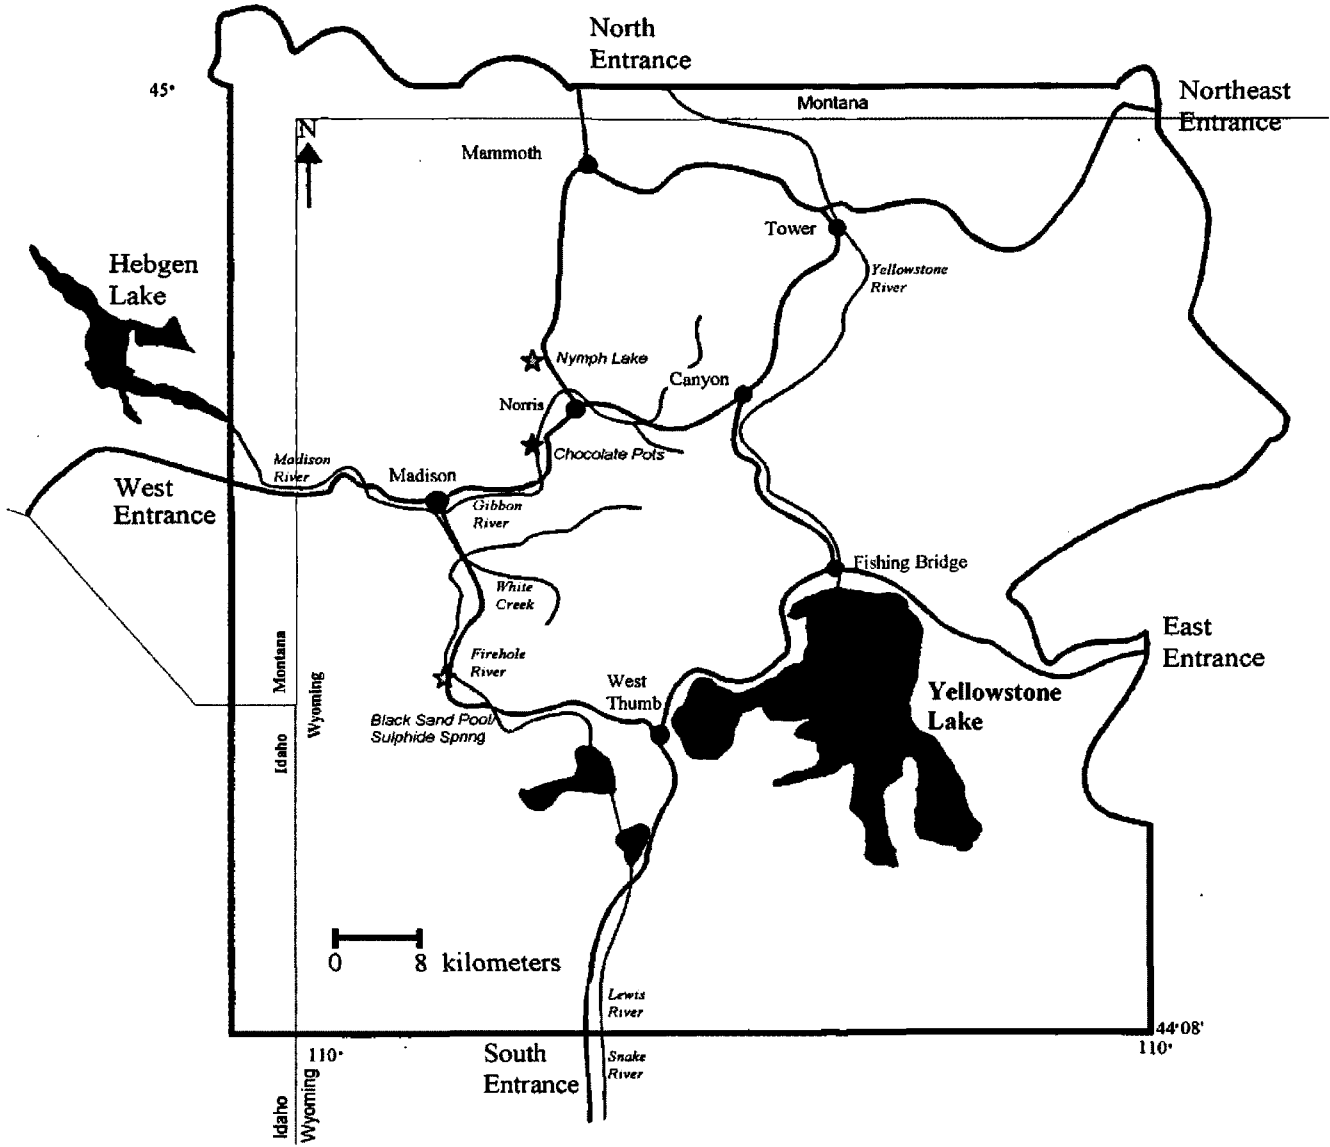 North
Entrance
45°
Montana
Northeast
Entrance
N
Mammoth
Tower
Hebgen
Lake
Yellowstone
River
Nymph Lake
Canyon
Norris
Chocolate Pots
Madison
River
Madison
West
Entrance
Gibbon
River
Fishing Bridge
White
Creek
East
Entrance
Montana
Wyoming
Idaho
Firehole
River
West
Thumb
Yellowstone
Lake
Black Sand Pool/
Sulphide Spring
0 8 kilometers
Lewis
River
44°08'
110°
110°
South
Entrance
Snake
River
Idaho
Wyoming